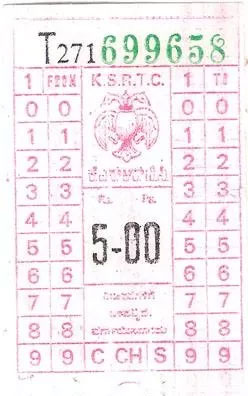 T271 699658
1 FROM K.S.R.T.C. 1 TO
0 0 0 0
1 1 1 1
2 2 2 2
3 3 3 3
Rs. Ps.
4 4 4 4
5 5 5-00 5 5
6 6 6 6
7 7 7 7
8 8 8 8
9 9 C CH S 9 9